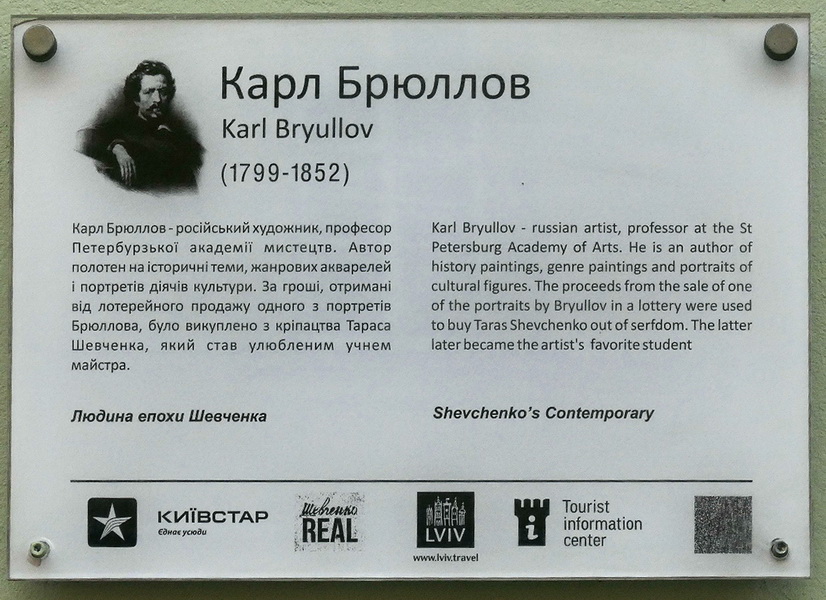 Карл Брюллов
Karl Bryullov
(1799-1852)
Карл Брюллов - російський художник, професор
Петербурзької академії мистецтв. Автор
полотен на історичні теми, жанрових акварелей
і портретів діячів культури. За гроші, отримані
від лотерейного продажу одного з портретів
Брюллова, було викуплено з кріпацтва Тараса
Шевченка, який став улюбленим учнем
майстра.
Людина епохи Шевченка
Karl Bryullov - russian artist, professor at the St
Petersburg Academy of Arts. He is an author of
history paintings, genre paintings and portraits of
cultural figures. The proceeds from the sale of one
of the portraits by Bryullov in a lottery were used
to buy Taras Shevchenko out of serfdom. The latter
later became the artist's favorite student
Shevchenko's Contemporary
КИЇВСТАР
Єднає усюди
Шевченко
REAL
LVIV
www.lviv.travel
Tourist
information
center